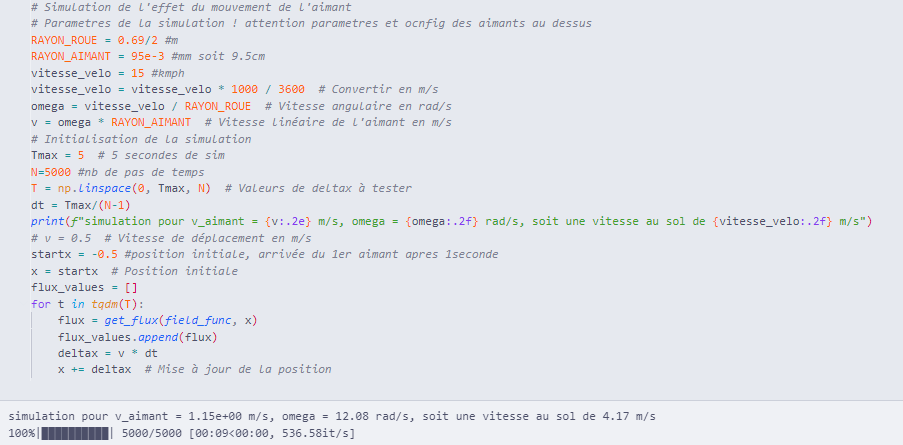 # Simulation de l'effet du mouvement de l'aimant
# Parametres de la simulation ! attention parametres et ocnfig des aimants au dessus
RAYON_ROUE = 0.69/2 #m
RAYON_AIMANT = 95e-3 #mm soit 9.5cm
vitesse_velo = 15 #kmph
vitesse_velo = vitesse_velo * 1000 / 3600  # Convertir en m/s
omega = vitesse_velo / RAYON_ROUE  # Vitesse angulaire en rad/s
v = omega * RAYON_AIMANT  # Vitesse linéaire de l'aimant en m/s
# Initialisation de la simulation
Tmax = 5  # 5 secondes de sim
N=5000 #nb de pas de temps
T = np.linspace(0, Tmax, N)  # Valeurs de deltax à tester
dt = Tmax/(N-1)
print(f"simulation pour v_aimant = {v:.2e} m/s, omega = {omega:.2f} rad/s, soit une vitesse au sol de {vitesse_velo:.2f} m/s")
# v = 0.5  # Vitesse de déplacement en m/s
startx = -0.5 #position initiale, arrivée du 1er aimant apres 1seconde
x = startx  # Position initiale
flux_values = []
for t in tqdm(T):
    flux = get_flux(field_func, x)
    flux_values.append(flux)
    deltax = v * dt
    x += deltax  # Mise à jour de la position
simulation pour v_aimant = 1.15e+00 m/s, omega = 12.08 rad/s, soit une vitesse au sol de 4.17 m/s
100%|██████████| 5000/5000 [00:09<00:00, 536.58it/s]